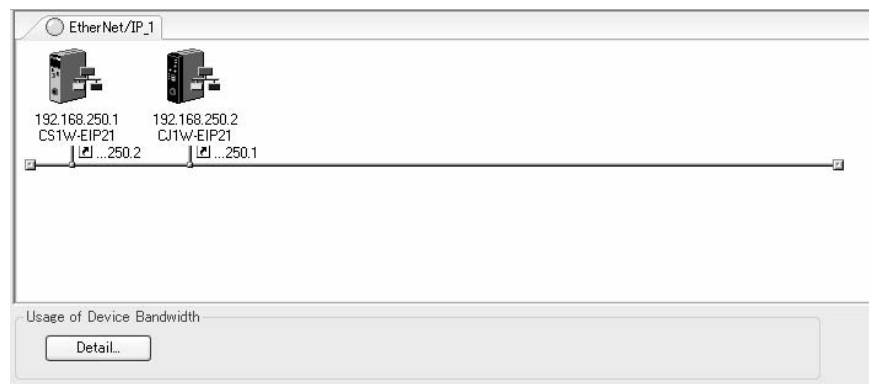 EtherNet/IP_1
192.168.250.1 192.168.250.2
CS1W-EIP21 CJ1W-EIP21
...250.2 ...250.1
Usage of Device Bandwidth
Detail...